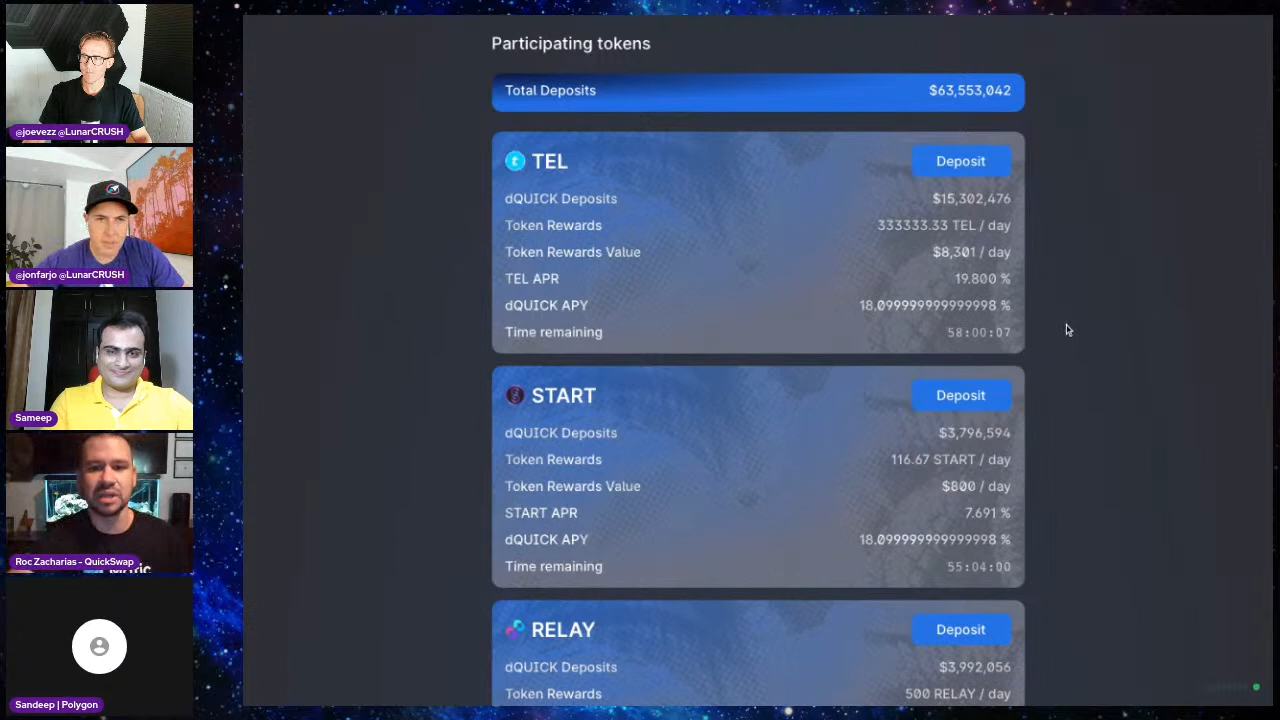 @joevezz @LunarCRUSH
@jonfarjo @LunarCRUSH
Sameep
Roc Zacharias - QuickSwap
Sandeep | Polygon
Participating tokens
Total Deposits $63,553,042
TEL Deposit
dQUICK Deposits $15,302,476
Token Rewards 333333.33 TEL / day
Token Rewards Value $8,301 / day
TEL APR 19.800 %
dQUICK APY 18.099999999999998 %
Time remaining 58:00:07
START Deposit
dQUICK Deposits $3,796,594
Token Rewards 116.67 START / day
Token Rewards Value $800 / day
START APR 7.691 %
dQUICK APY 18.099999999999998 %
Time remaining 55:04:00
RELAY Deposit
dQUICK Deposits $3,992,056
Token Rewards 500 RELAY / day